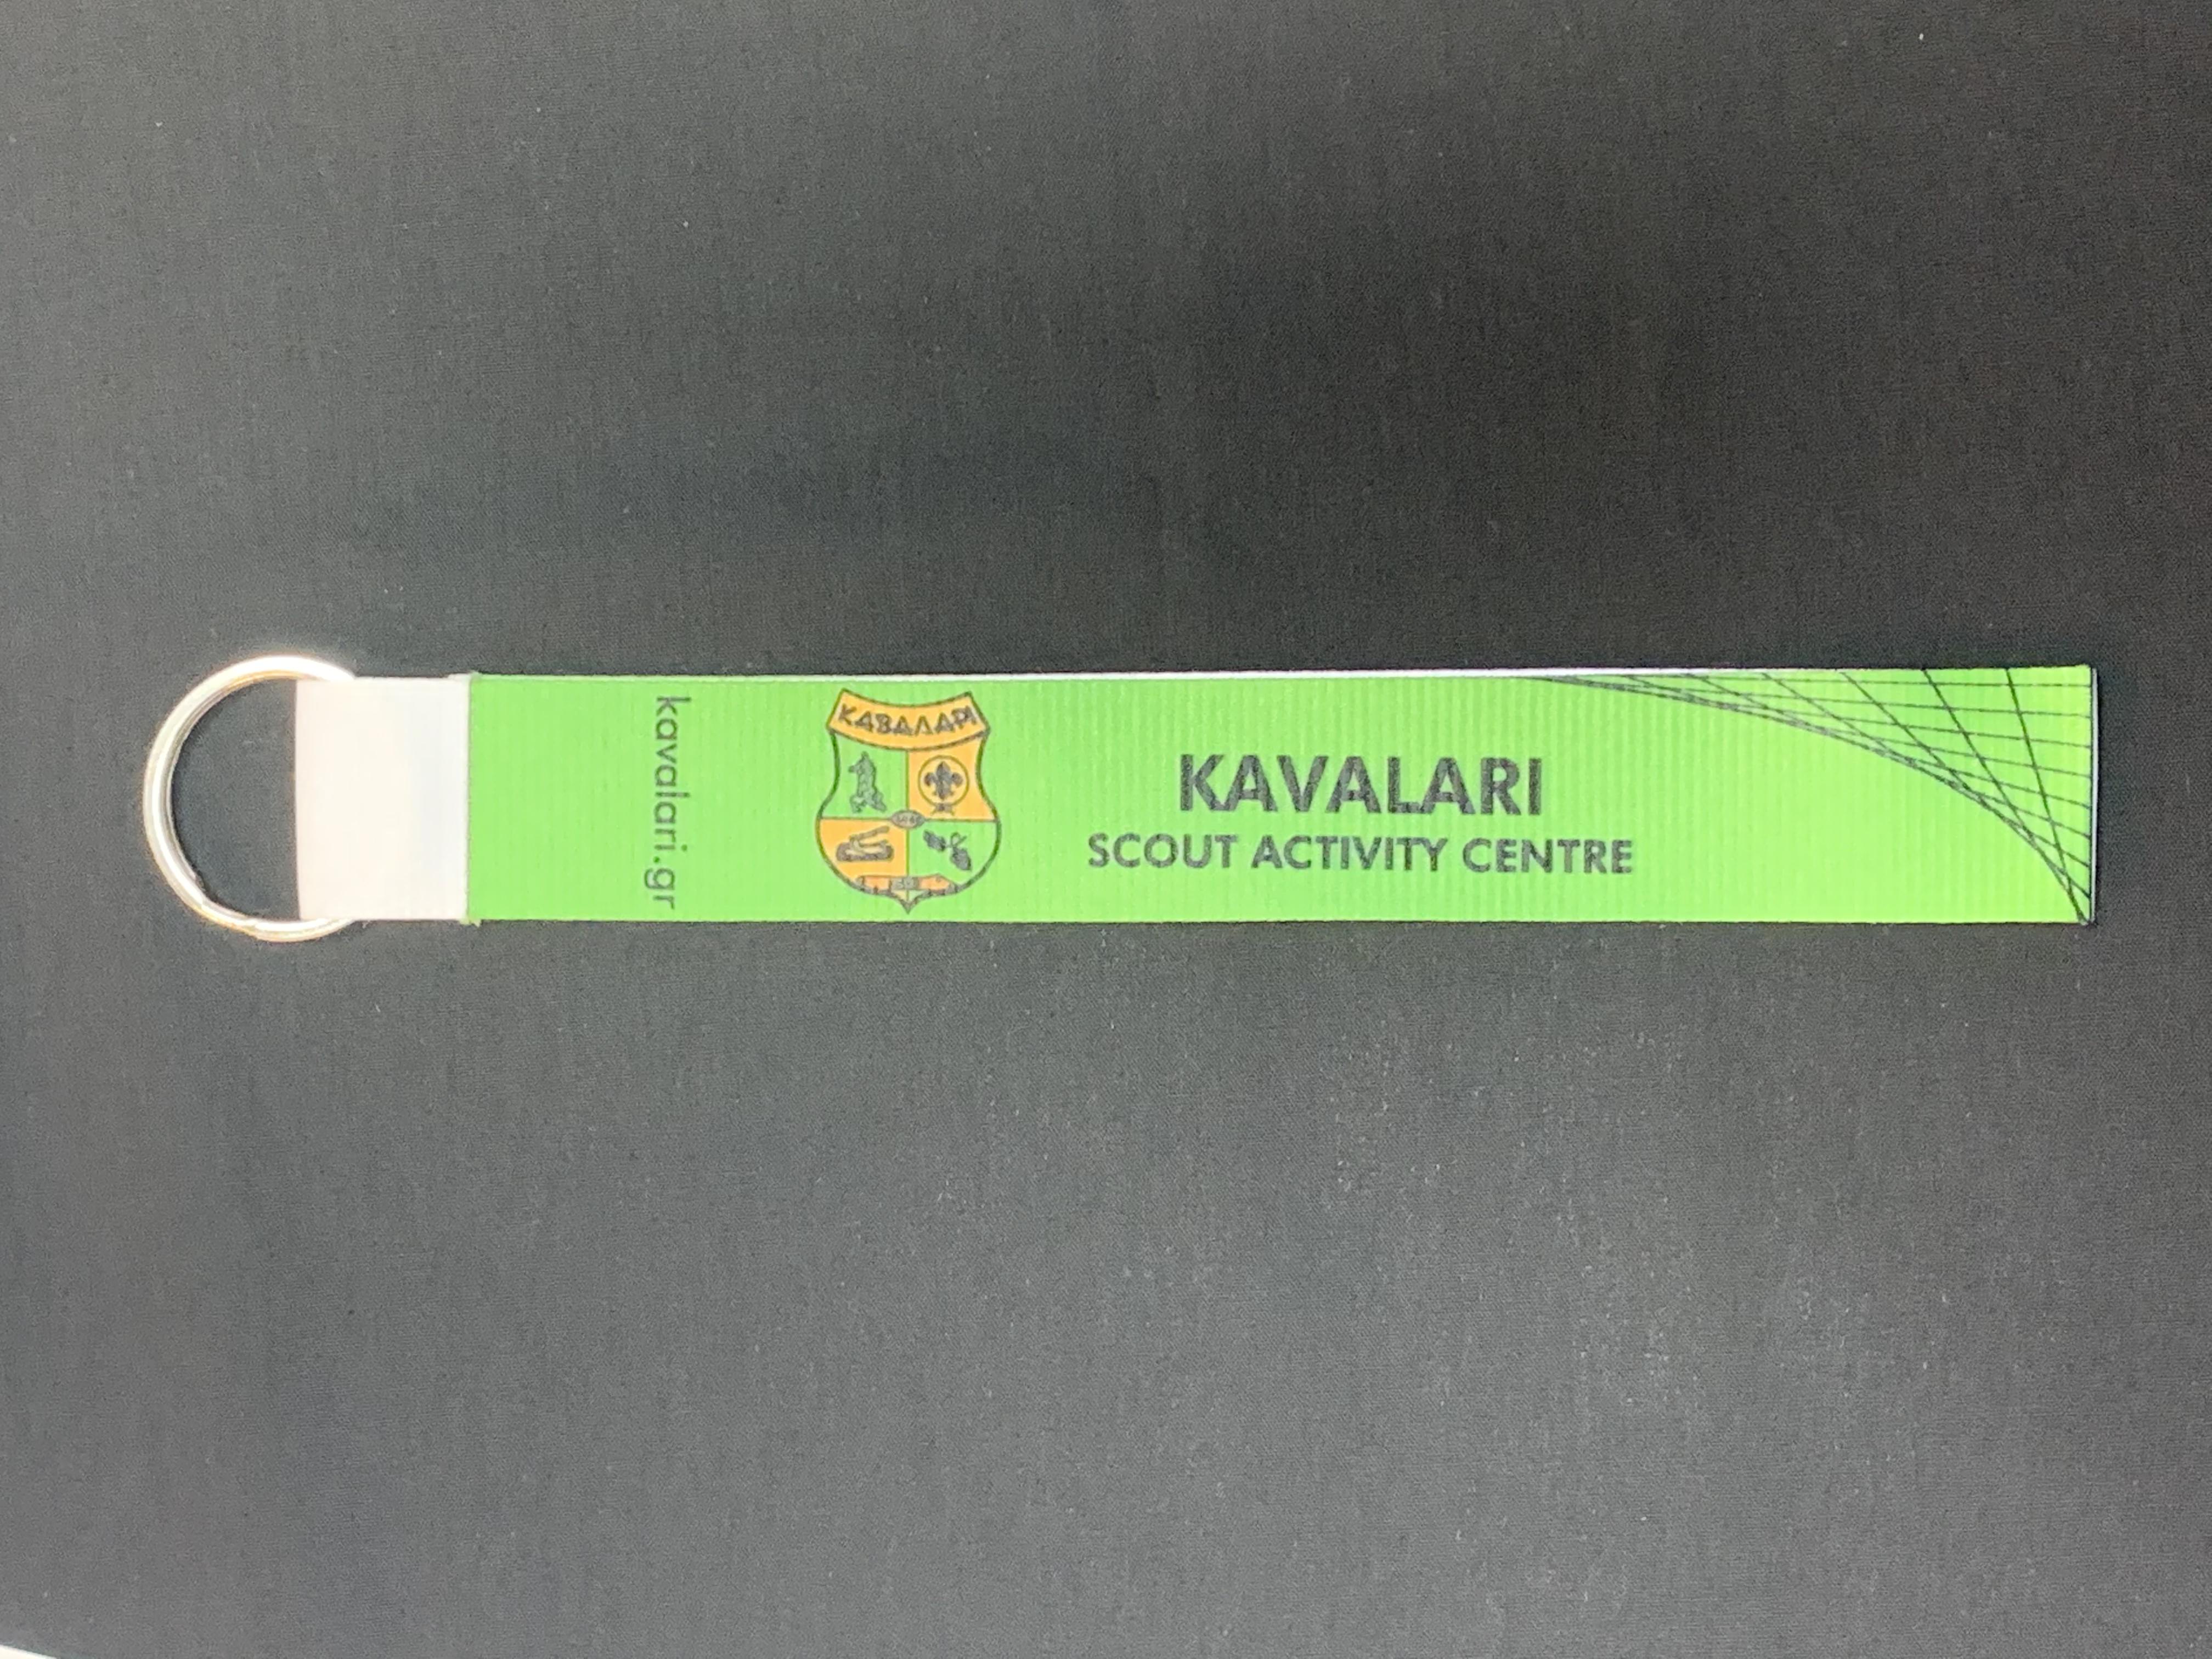 kavalari.gr
ΚΑΒΑΛΑΡΙ
KAVALARI
SCOUT ACTIVITY CENTRE